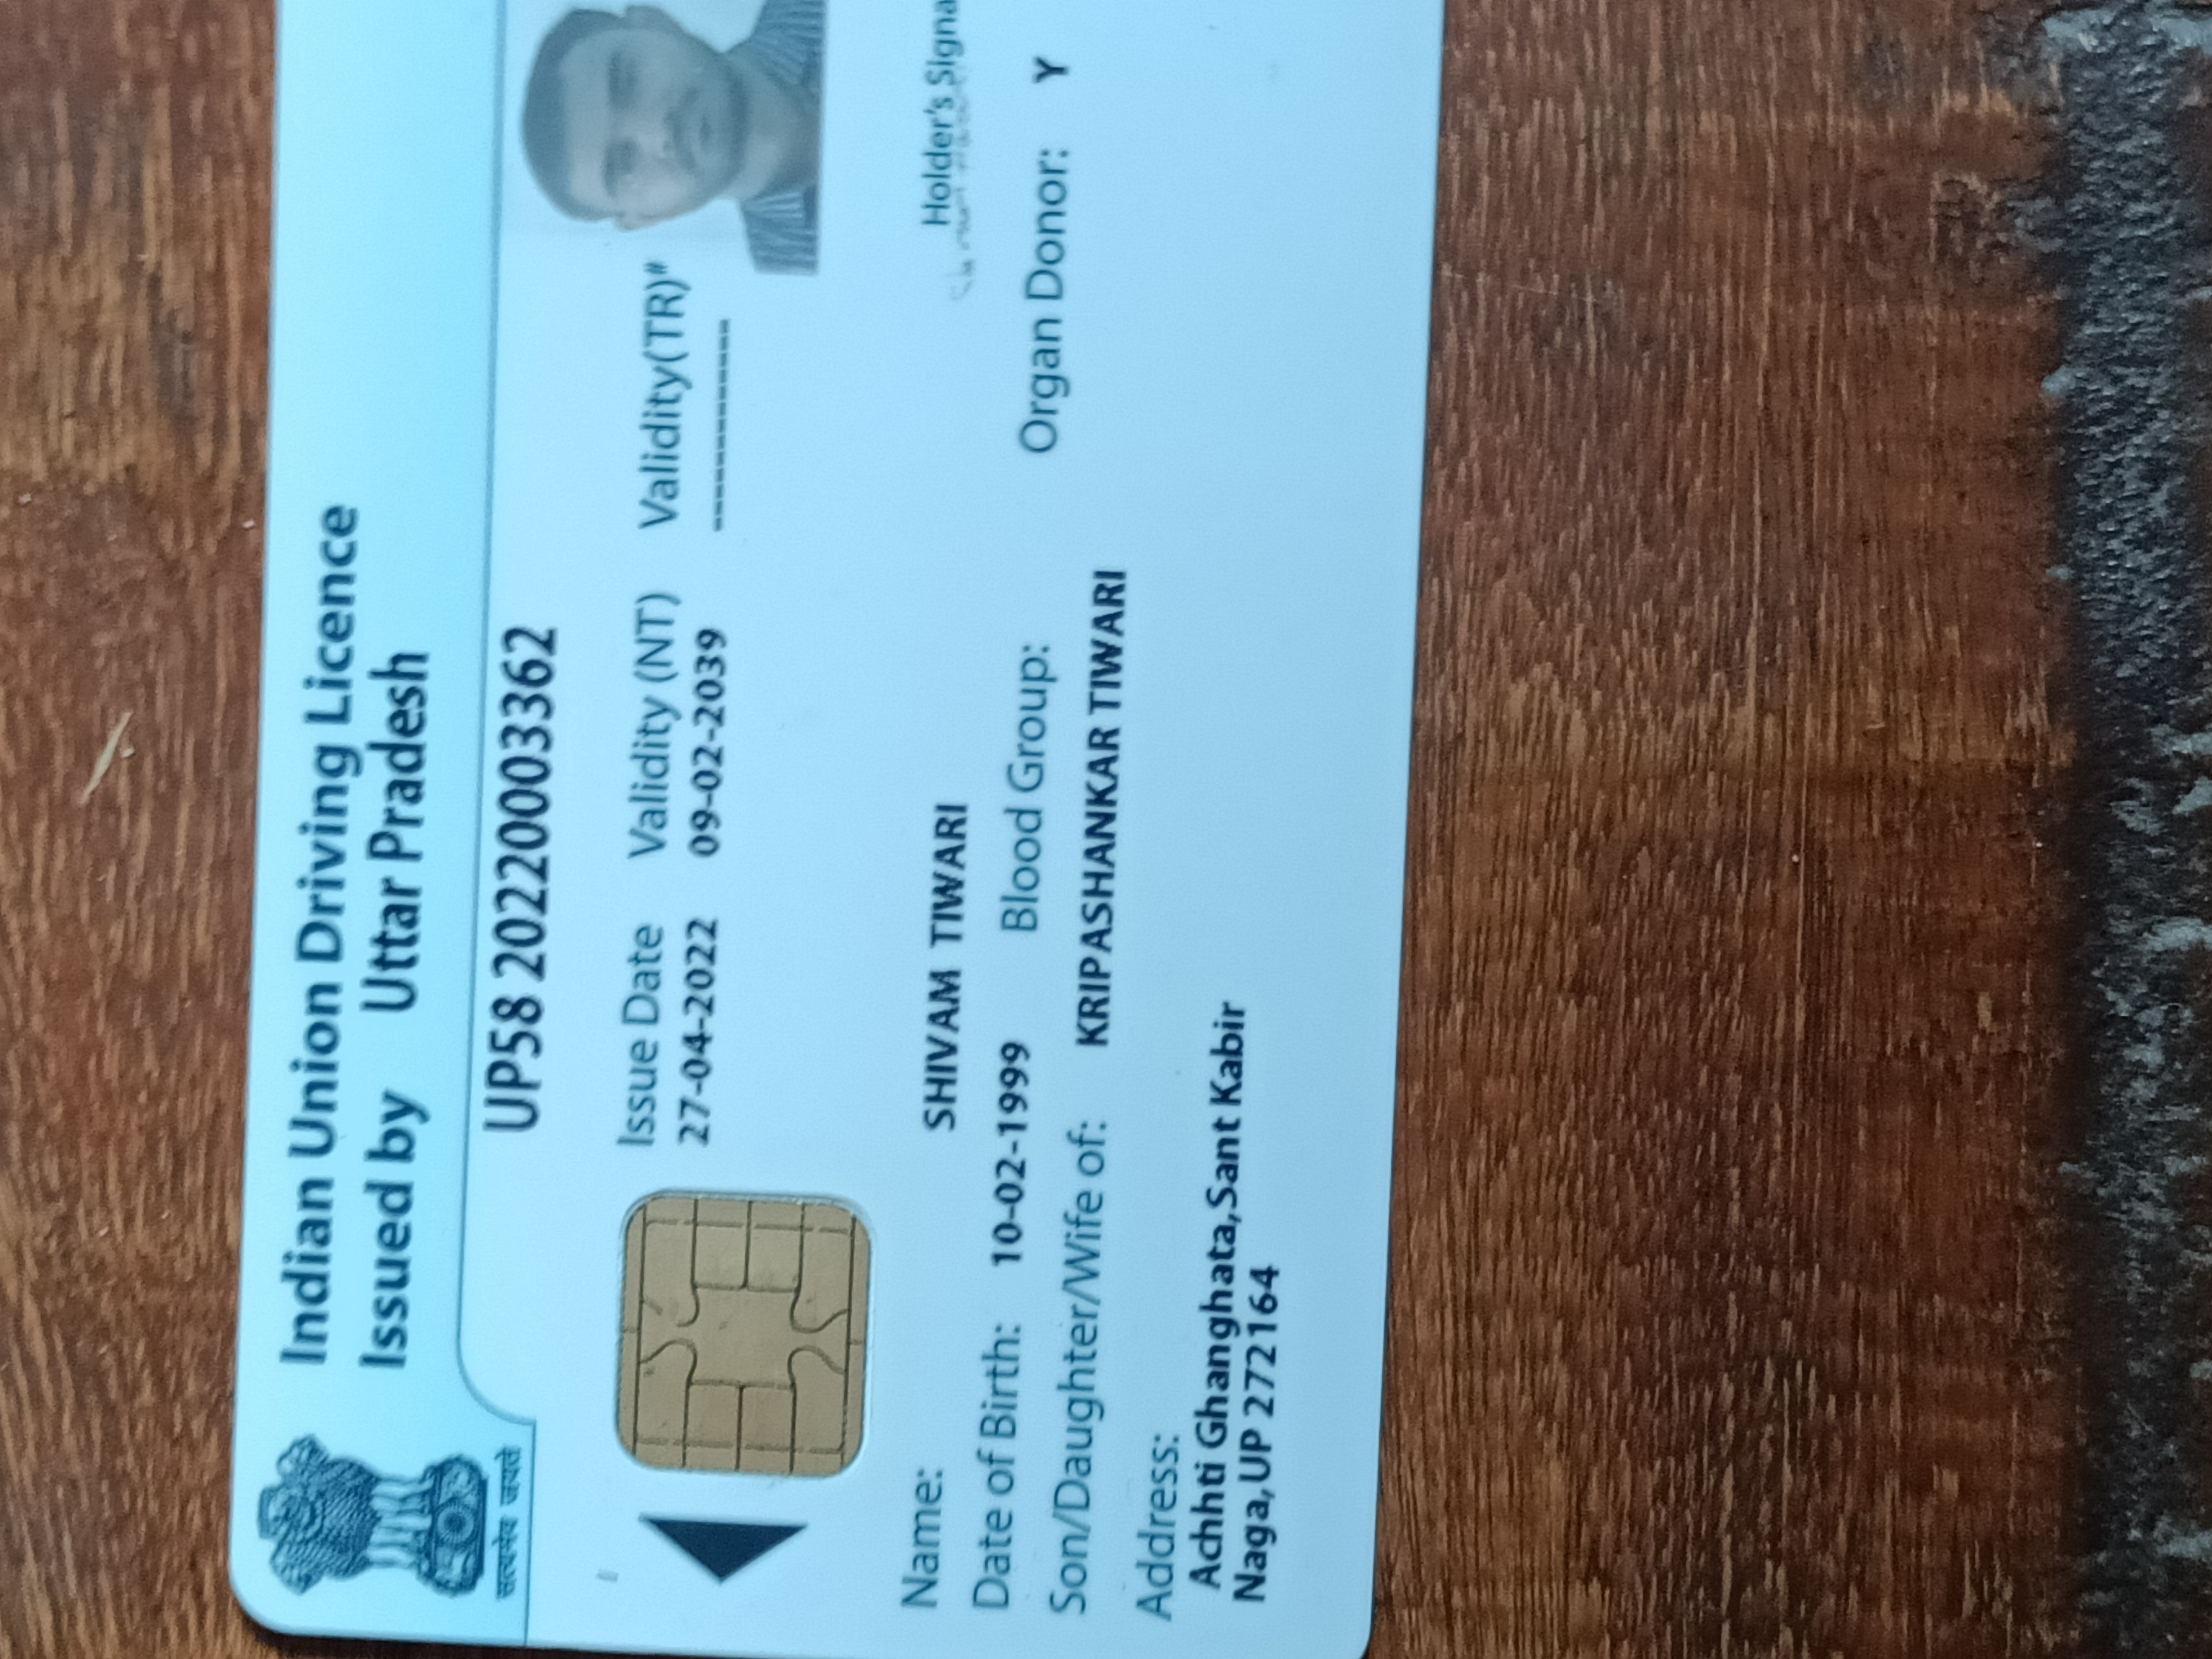 Indian Union Driving Licence
Issued by Uttar Pradesh
सत्यमेव जयते
UP58 20220003362
Issue Date Validity (NT) Validity(TR)#
27-04-2022 09-02-2039 -----------
Holder's Signa
Name: SHIVAM TIWARI
Date of Birth: 10-02-1999 Blood Group: Organ Donor: Y
Son/Daughter/Wife of: KRIPASHANKAR TIWARI
Address:
Achhti Ghanghata,Sant Kabir
Naga,UP 272164